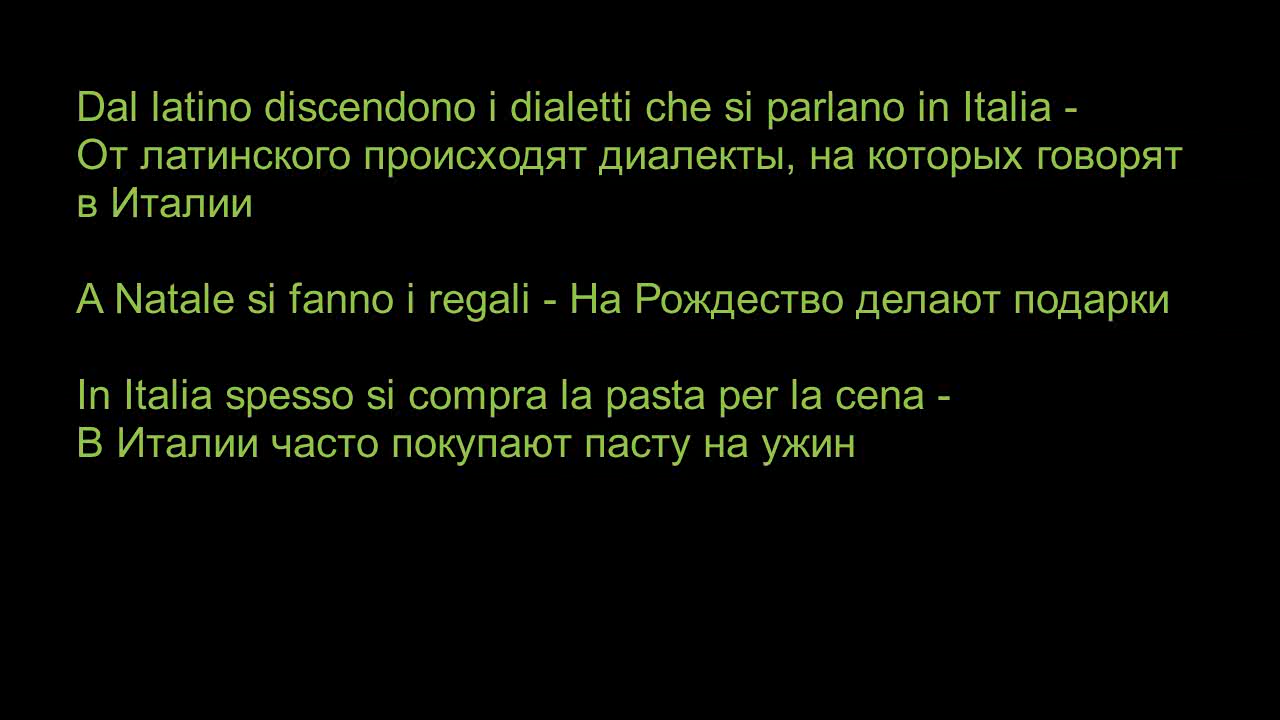 Dal latino discendono i dialetti che si parlano in Italia -
От латинского происходят диалекты, на которых говорят
в Италии
A Natale si fanno i regali - На Рождество делают подарки
In Italia spesso si compra la pasta per la cena -
В Италии часто покупают пасту на ужин